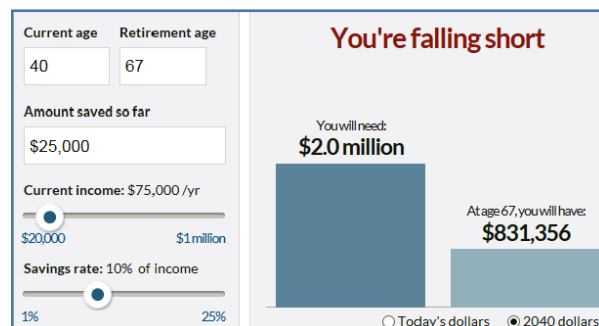 Current age Retirement age
40 67
Amount saved so far
$25,000
Current income: $75,000 /yr
$20,000 $1 million
Savings rate: 10% of income
1% 25%
You're falling short
You will need:
$2.0 million
At age 67, you will have:
$831,356
Today's dollars 2040 dollars